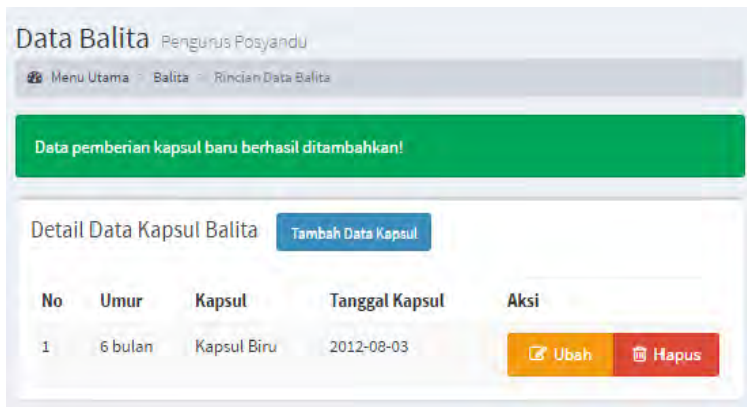 Data Balita Pengurus Posyandu
Menu Utama Balita Rincian Data Balita
Data pemberian kapsul baru berhasil ditambahkan!
Detail Data Kapsul Balita Tambah Data Kapsul
No Umur Kapsul Tanggal Kapsul Aksi
1 6 bulan Kapsul Biru 2012-08-03 Ubah Hapus